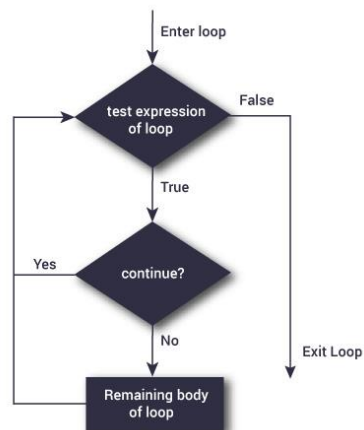 Enter loop
test expression
of loop
False
True
Yes
continue?
No
Exit Loop
Remaining body
of loop